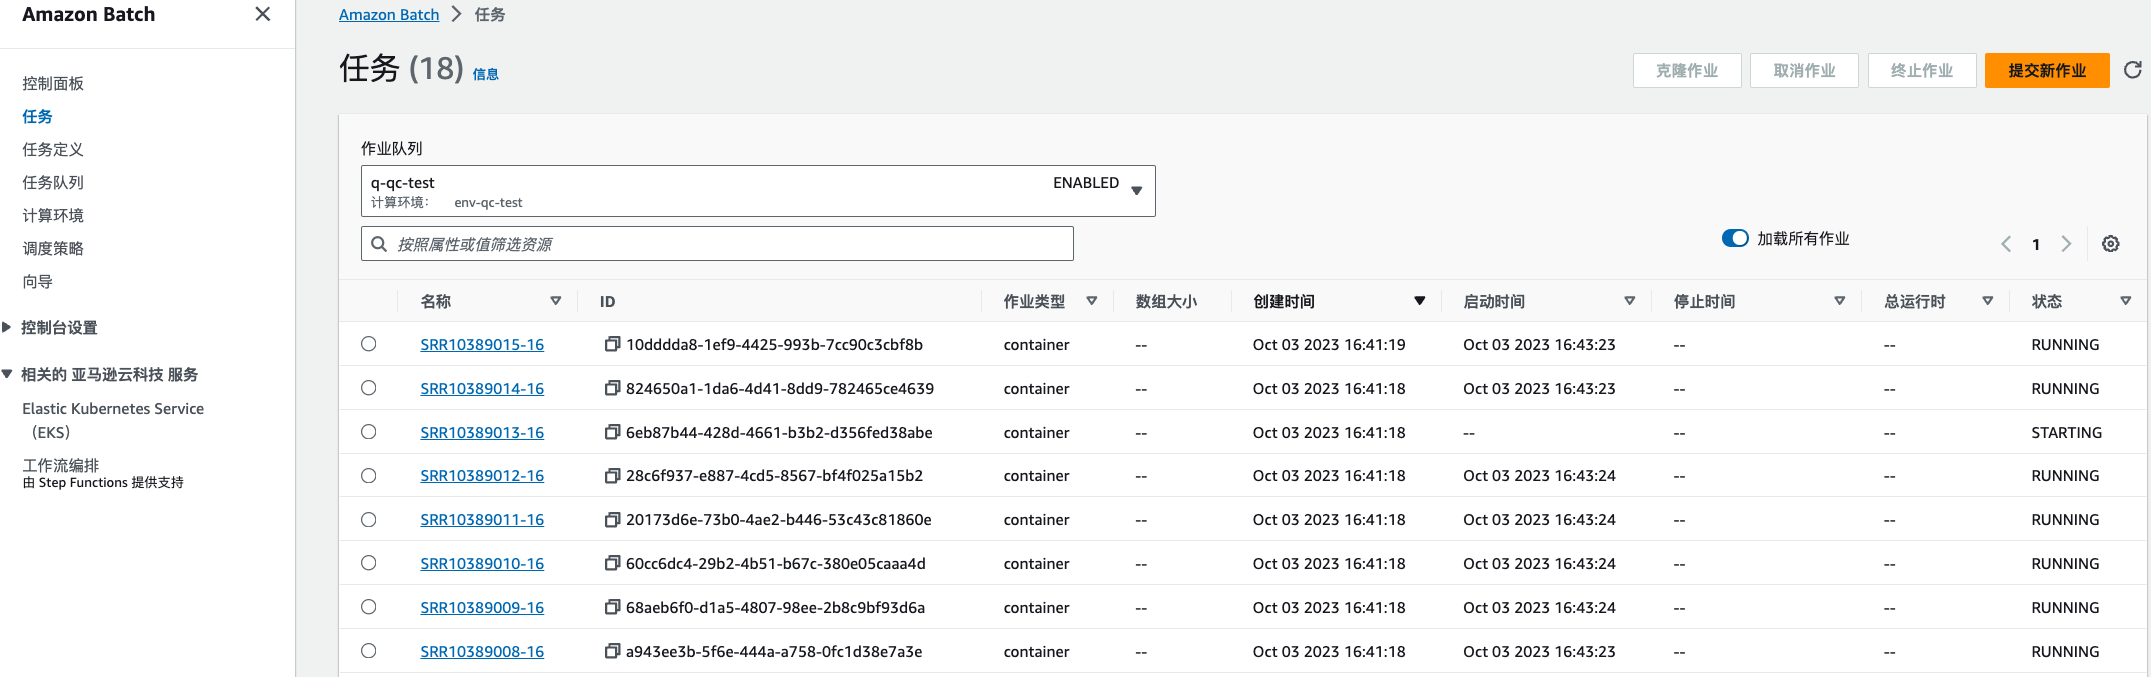 Amazon Batch
控制面板
任务
任务定义
任务队列
计算环境
调度策略
向导
控制台设置
相关的 亚马逊云科技 服务
Elastic Kubernetes Service
（EKS）
工作流编排
由 Step Functions 提供支持
Amazon Batch > 任务
任务 (18) 信息
克隆作业 取消作业 终止作业 提交新作业
作业队列
q-qc-test ENABLED
计算环境： env-qc-test
按照属性或值筛选资源
加载所有作业 1
名称 ID 作业类型 数组大小 创建时间 启动时间 停止时间 总运行时 状态
SRR10389015-16 10dddda8-1ef9-4425-993b-7cc90c3cbf8b container -- Oct 03 2023 16:41:19 Oct 03 2023 16:43:23 -- -- RUNNING
SRR10389014-16 824650a1-1da6-4d41-8dd9-782465ce4639 container -- Oct 03 2023 16:41:18 Oct 03 2023 16:43:23 -- -- RUNNING
SRR10389013-16 6eb87b44-428d-4661-b3b2-d356fed38abe container -- Oct 03 2023 16:41:18 -- -- -- STARTING
SRR10389012-16 28c6f937-e887-4cd5-8567-bf4f025a15b2 container -- Oct 03 2023 16:41:18 Oct 03 2023 16:43:24 -- -- RUNNING
SRR10389011-16 20173d6e-73b0-4ae2-b446-53c43c81860e container -- Oct 03 2023 16:41:18 Oct 03 2023 16:43:24 -- -- RUNNING
SRR10389010-16 60cc6dc4-29b2-4b51-b67c-380e05caaa4d container -- Oct 03 2023 16:41:18 Oct 03 2023 16:43:24 -- -- RUNNING
SRR10389009-16 68aeb6f0-d1a5-4807-98ee-2b8c9bf93d6a container -- Oct 03 2023 16:41:18 Oct 03 2023 16:43:24 -- -- RUNNING
SRR10389008-16 a943ee3b-5f6e-444a-a758-0fc1d38e7a3e container -- Oct 03 2023 16:41:18 Oct 03 2023 16:43:23 -- -- RUNNING